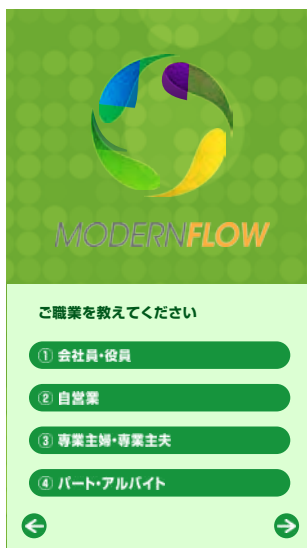 MODERNFLOW
ご職業を教えてください
① 会社員・役員
② 自営業
③ 専業主婦・専業主夫
④ パート・アルバイト